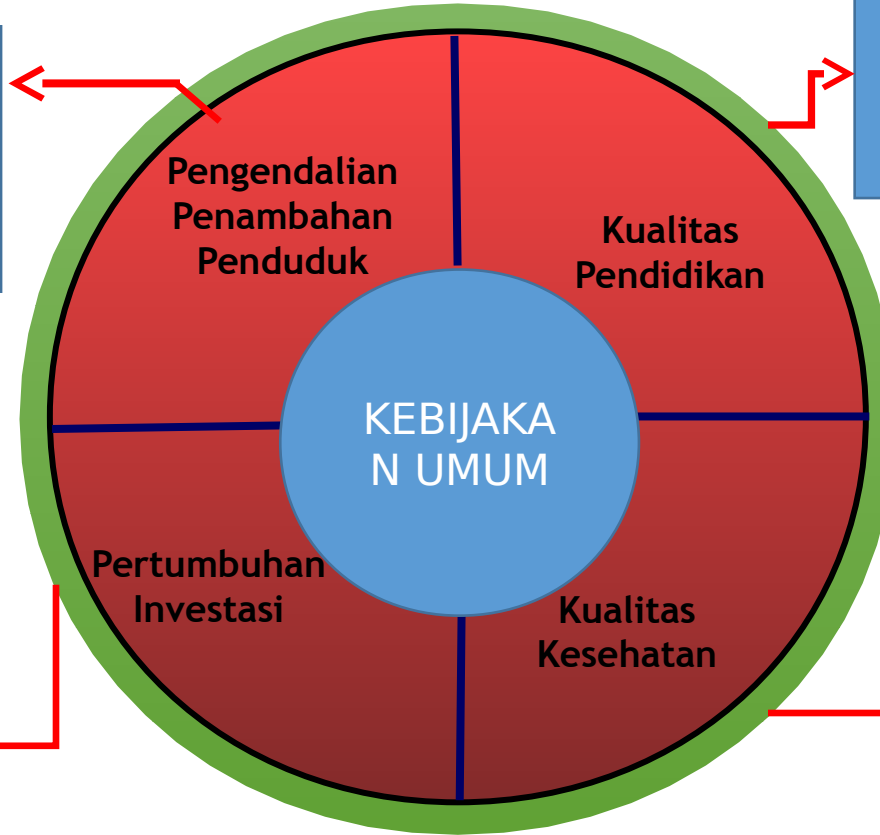 Pengendalian
Penambahan
Penduduk
Kualitas
Pendidikan
KEBIJAKA
N UMUM
Pertumbuhan
Investasi
Kualitas
Kesehatan